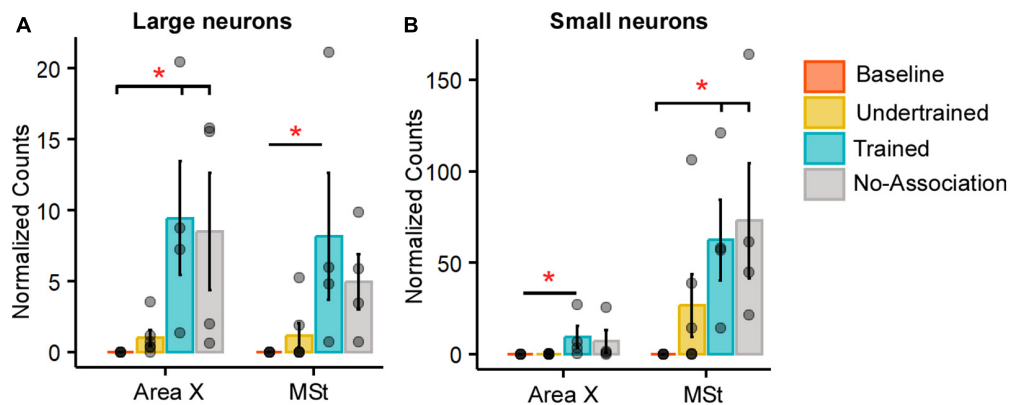 A
Large neurons
Normalized Counts
20
15
10
5
0
*
*
Area X
MSt
B
Small neurons
Normalized Counts
150
100
50
0
*
*
Area X
MSt
Baseline
Undertrained
Trained
No-Association